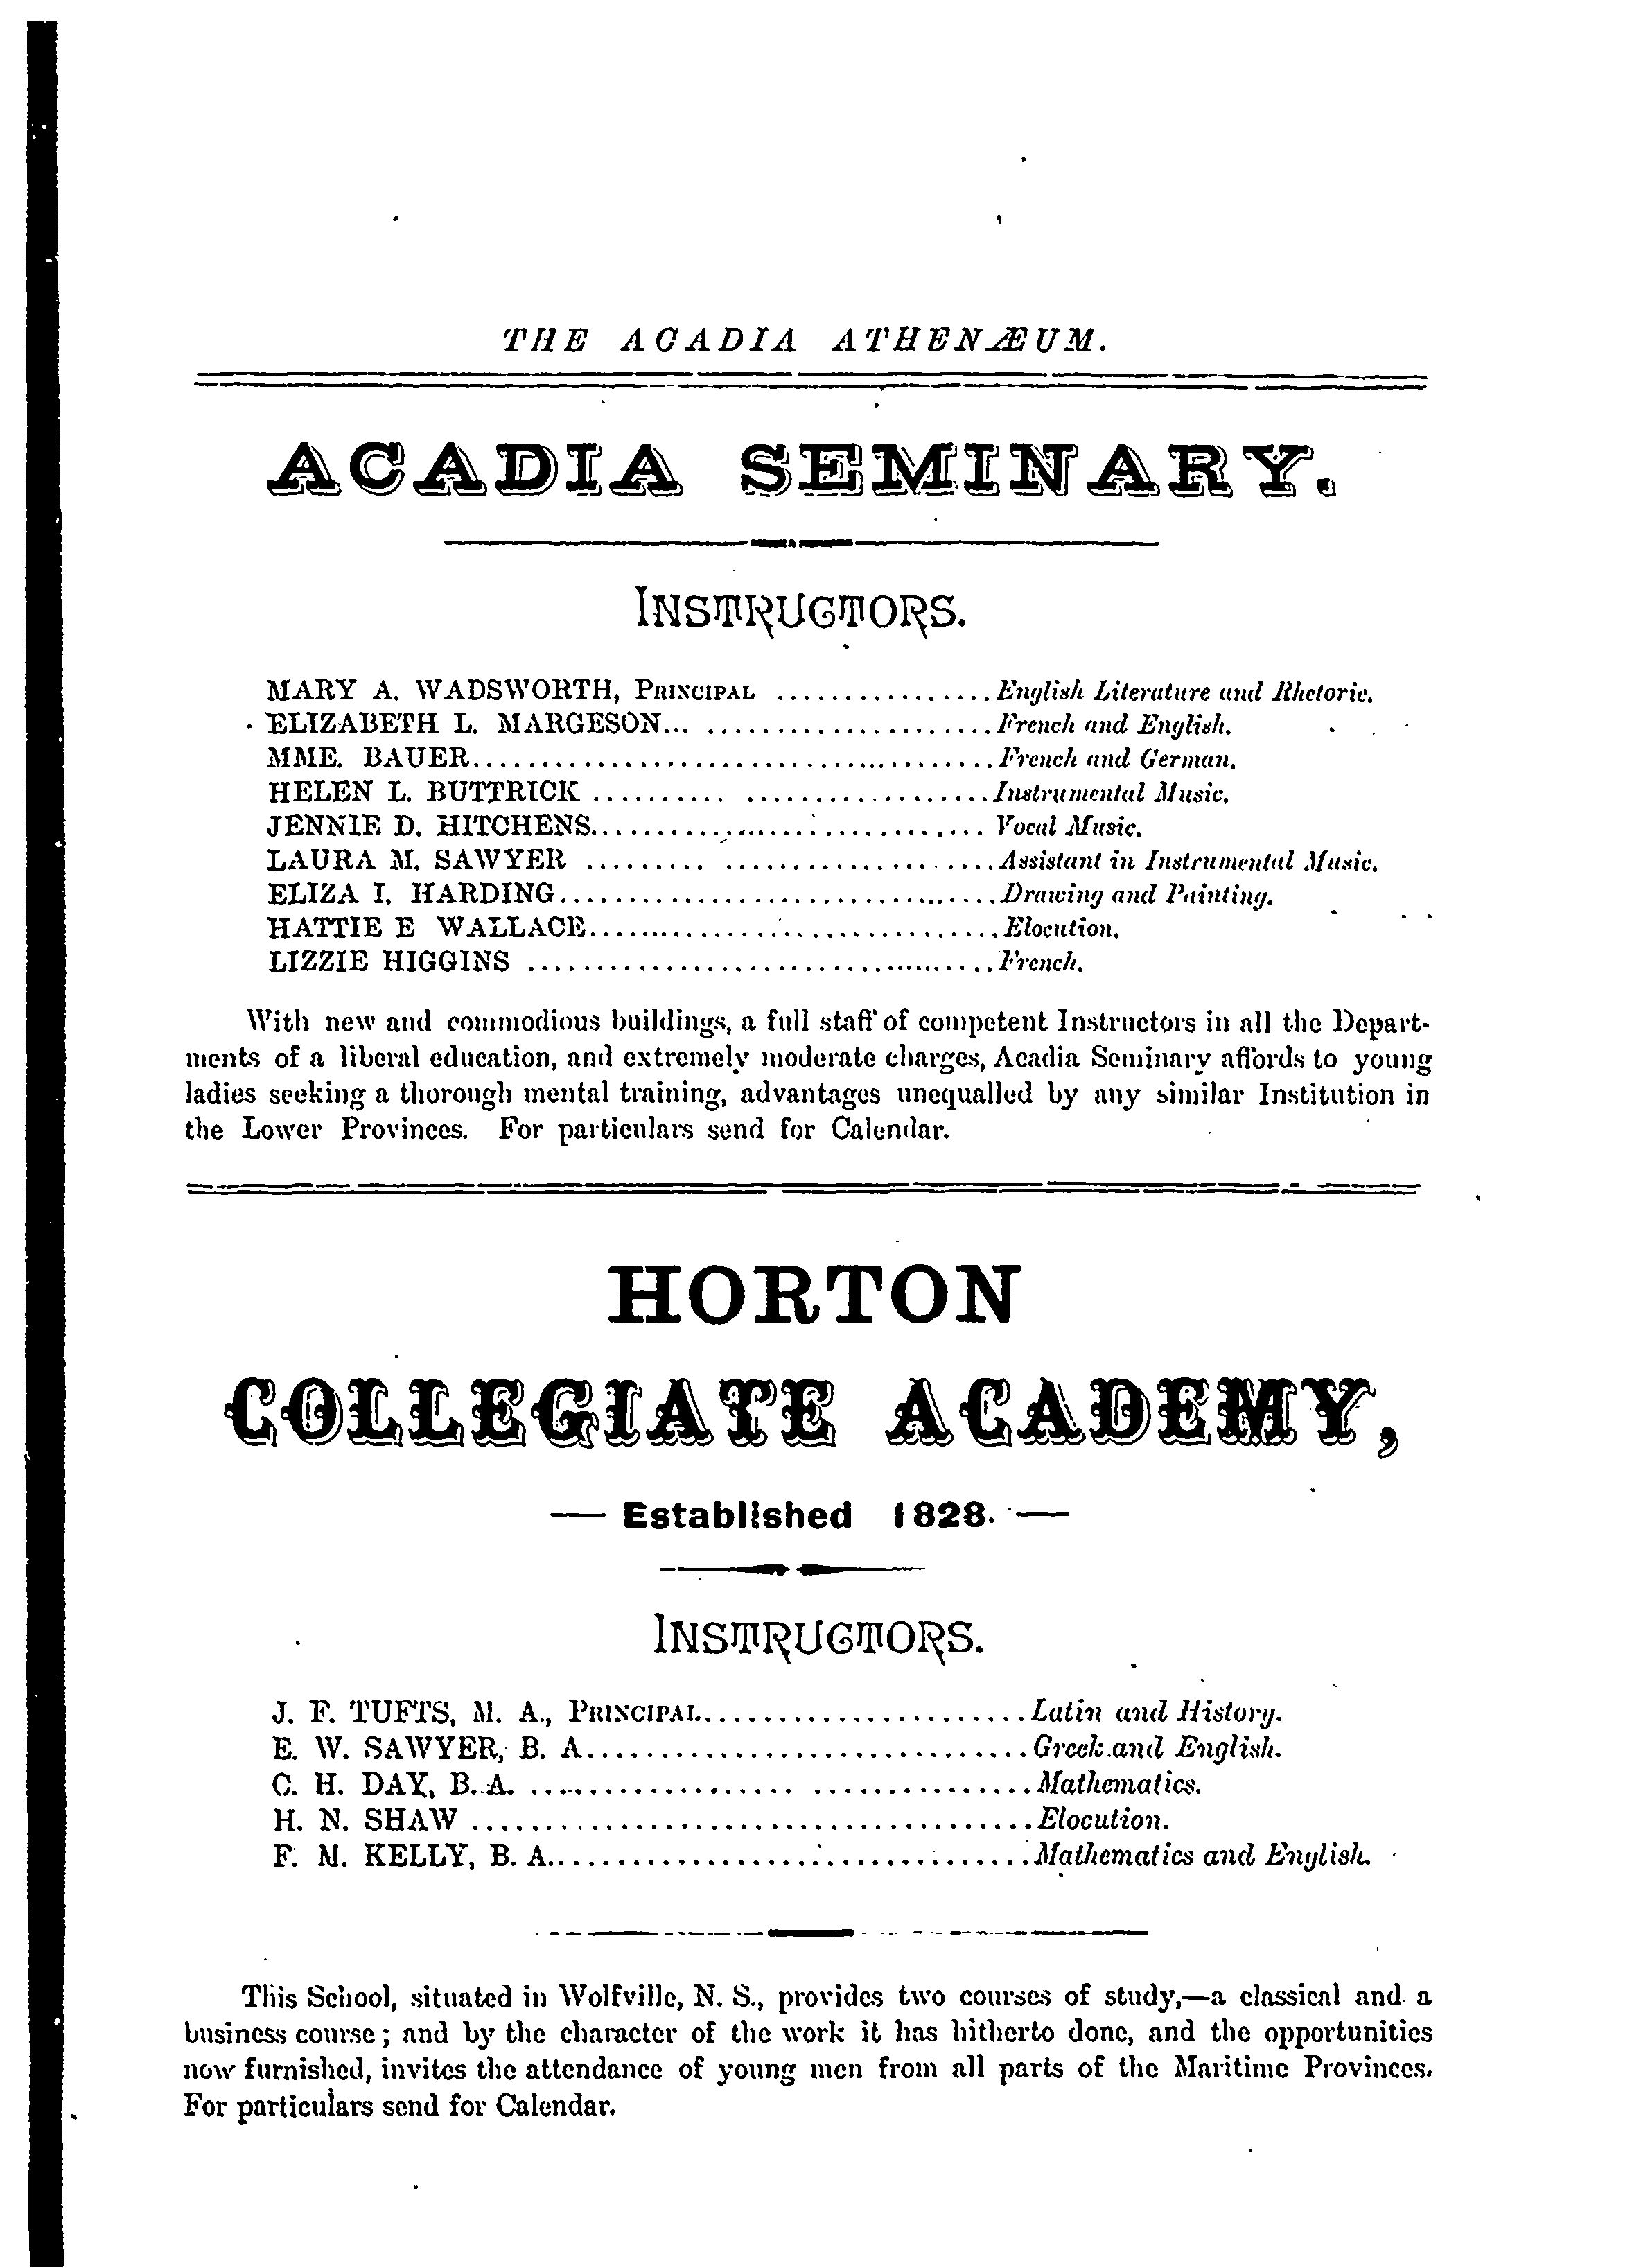 THE ACADIA ATHENÆUM.
ACADIA SEMINARY.
INSTRUCTORS.
MARY A. WADSWORTH, PRINCIPAL ................English Literature and Rhetoric.
ELIZABETH L. MARGESON... .....................French and English.
MME. BAUER.......................................French and German.
HELEN L. BUTTRICK .......... ..................Instrumental Music.
JENNIE D. HITCHENS............................. Vocal Music.
LAURA M. SAWYER ......... ....................Assistant in Instrumental Music.
ELIZA I. HARDING................................Drawing and Painting.
HATTIE E WALLACE..............................Elocution.
LIZZIE HIGGINS ..................................French.
With new and commodious buildings, a full staff of competent Instructors in all the Depart-
ments of a liberal education, and extremely moderate charges, Acadia Seminary affords to young
ladies seeking a thorough mental training, advantages unequalled by any similar Institution in
the Lower Provinces. For particulars send for Calendar.
HORTON
COLLEGIATE ACADEMY,
— Established 1828. —
INSTRUCTORS.
J. F. TUFTS, M. A., PRINCIPAL.......................Latin and History.
E. W. SAWYER, B. A..............................Greek and English.
C. H. DAY, B. A. .................. ...............Mathematics.
H. N. SHAW ......................................Elocution.
F. M. KELLY, B. A.................................Mathematics and English.
This School, situated in Wolfville, N. S., provides two courses of study,—a classical and a
business course; and by the character of the work it has hitherto done, and the opportunities
now furnished, invites the attendance of young men from all parts of the Maritime Provinces.
For particulars send for Calendar.